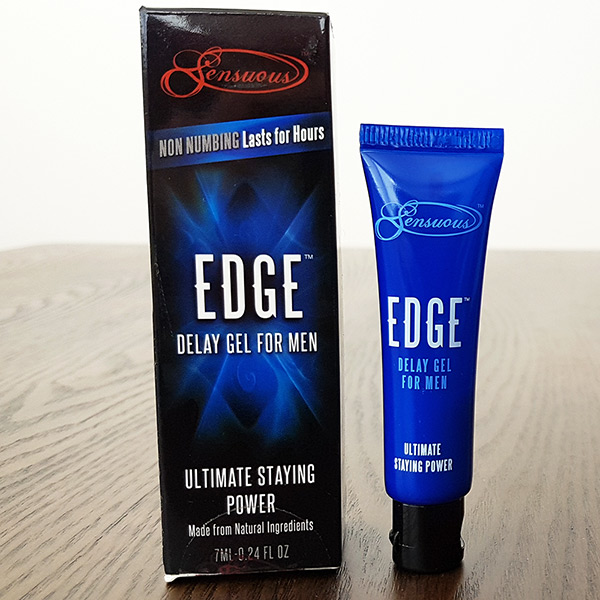 Sensuous
NON NUMBING Lasts for Hours
EDGE™
DELAY GEL FOR MEN
ULTIMATE STAYING
POWER
Made from Natural Ingredients
7ML-0.24 FL OZ
Sensuous™
EDGE™
DELAY GEL
FOR MEN
ULTIMATE
STAYING POWER